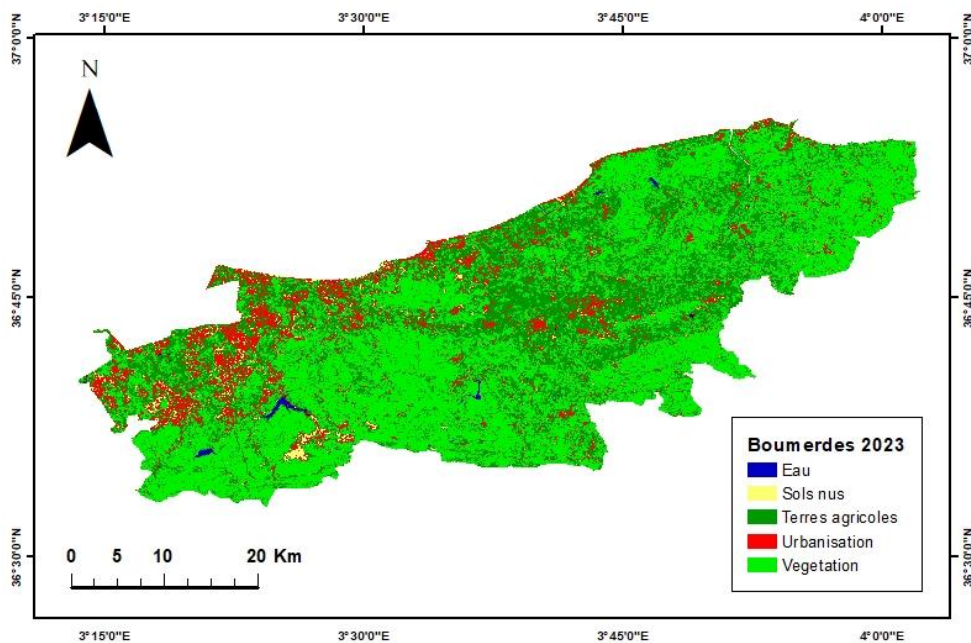 3°15'0"E 3°30'0"E 3°45'0"E 4°0'0"E
37°0'0"N
37°0'0"N
N
36°45'0"N
36°45'0"N
Boumerdes 2023
Eau
Sols nus
Terres agricoles
Urbanisation
Vegetation
0 5 10 20 Km
36°30'0"N
36°30'0"N
3°15'0"E 3°30'0"E 3°45'0"E 4°0'0"E